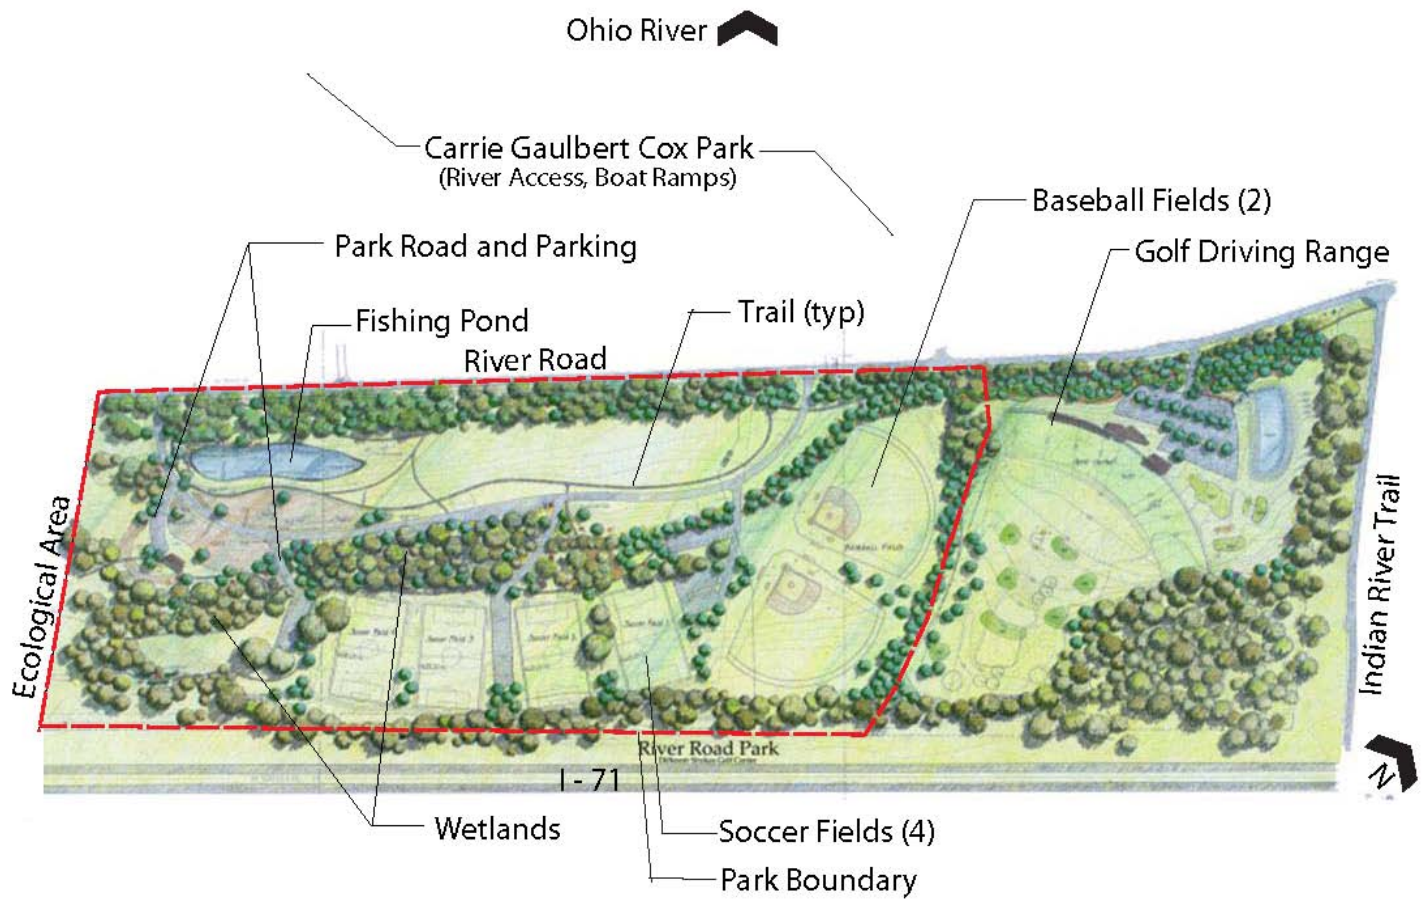 Ohio River
Carrie Gaulbert Cox Park
(River Access, Boat Ramps)
Baseball Fields (2)
Park Road and Parking
Golf Driving Range
Trail (typ)
Fishing Pond
River Road
Ecological Area
Indian River Trail
River Road Park
I - 71
N
Wetlands
Soccer Fields (4)
Park Boundary